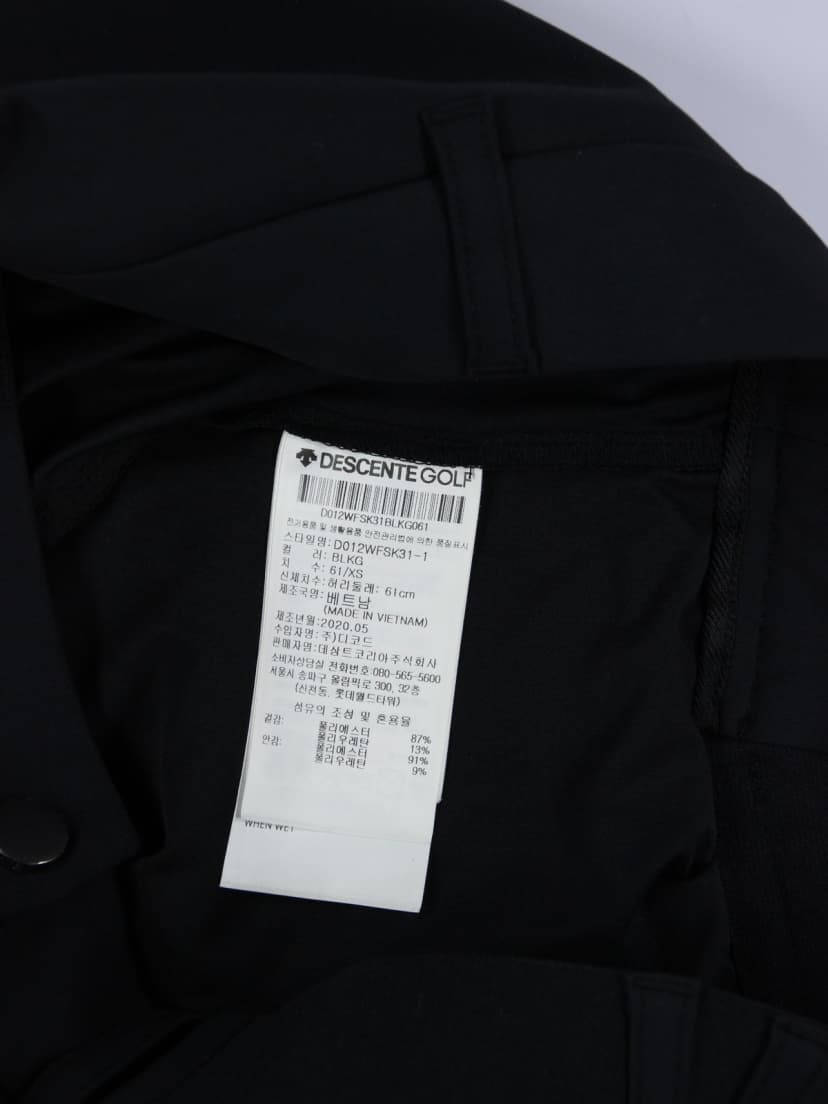 DESCENTE GOLF
D012WFSK31BLKG061
전기용품 및 생활용품 안전관리법에 의한 품질표시
스타일명: D012WFSK31-1
컬 러: BLKG
치 수: 61/XS
신체치수: 허리둘레: 61cm
제조국명: 베트남
(MADE IN VIETNAM)
제조년월: 2020.05
수입자명: 주)디코드
판매자명: 데상트코리아주식회사
소비자상담실 전화번호: 080-565-5600
서울시 송파구 올림픽로 300, 32층
(신천동, 롯데월드타워)
섬유의 조성 및 혼용율
겉감: 폴리에스터 87%
폴리우레탄 13%
안감: 폴리에스터 91%
폴리우레탄 9%
WHEN WET